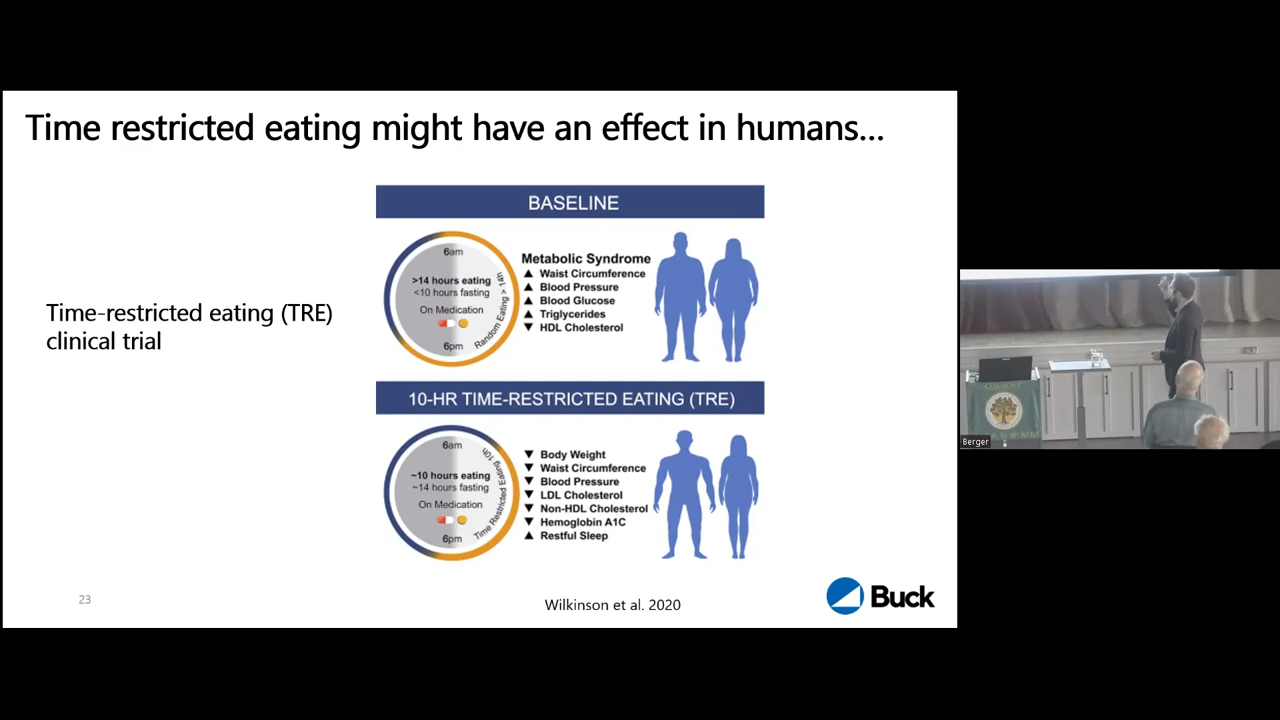 Time restricted eating might have an effect in humans...
Time-restricted eating (TRE)
clinical trial
BASELINE
6am
>14 hours eating
<10 hours fasting
On Medication
6pm
Random Eating > 14h
Metabolic Syndrome
▲ Waist Circumference
▲ Blood Pressure
▲ Blood Glucose
▲ Triglycerides
▼ HDL Cholesterol
10-HR TIME-RESTRICTED EATING (TRE)
6am
~10 hours eating
~14 hours fasting
On Medication
6pm
Time Restricted Eating 10h
▼ Body Weight
▼ Waist Circumference
▼ Blood Pressure
▼ LDL Cholesterol
▼ Non-HDL Cholesterol
▼ Hemoglobin A1C
▲ Restful Sleep
23
Wilkinson et al. 2020
Buck
Berger